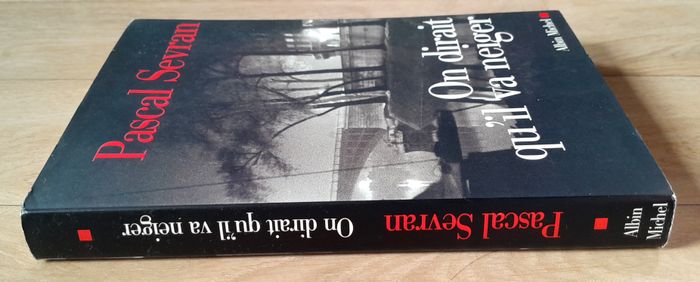 Pascal Sevran
On dirait
qu'il va neiger
Albin Michel
On dirait qu'il va neiger
Pascal Sevran
Albin
Michel